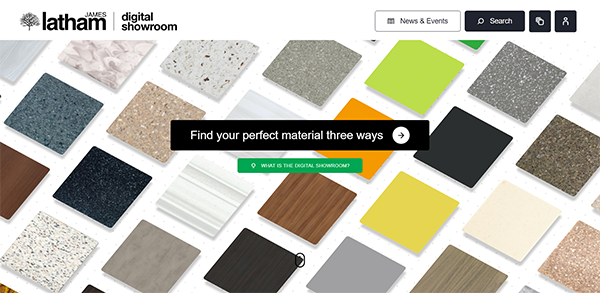 JAMES
latham
digital
showroom
News & Events
Search
Find your perfect material three ways
WHAT IS THE DIGITAL SHOWROOM?